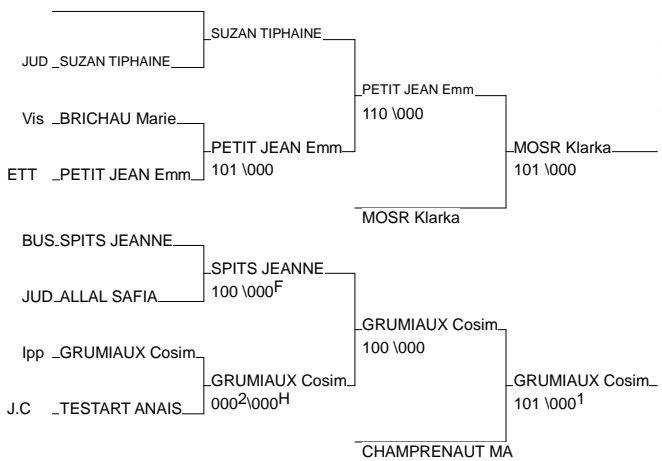 SUZAN TIPHAINE
JUD SUZAN TIPHAINE
PETIT JEAN Emm
110 \000
Vis BRICHAU Marie
PETIT JEAN Emm
101 \000
MOSR Klarka
101 \000
ETT PETIT JEAN Emm
MOSR Klarka
BUS SPITS JEANNE
SPITS JEANNE
100 \000F
JUD ALLAL SAFIA
GRUMIAUX Cosim
100 \000
Ipp GRUMIAUX Cosim
GRUMIAUX Cosim
000²\000H
GRUMIAUX Cosim
101 \000¹
J.C TESTART ANAIS
CHAMPRENAUT MA